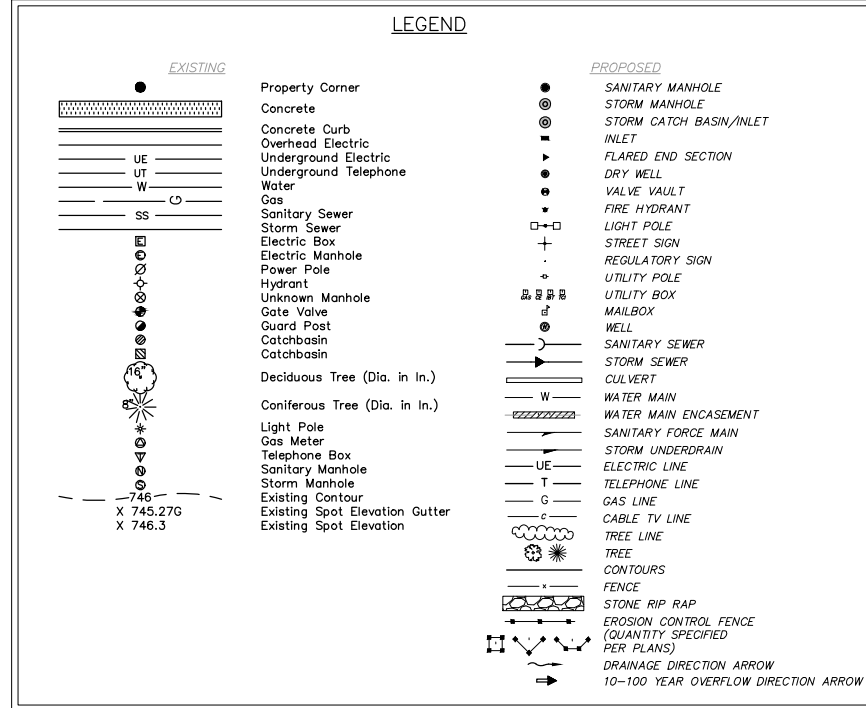 LEGEND
EXISTING
Property Corner
Concrete
Concrete Curb
Overhead Electric
UE Underground Electric
UT Underground Telephone
W Water
G Gas
SS Sanitary Sewer
Storm Sewer
E Electric Box
Electric Manhole
Power Pole
Hydrant
Unknown Manhole
Gate Valve
Guard Post
Catchbasin
Catchbasin
16" Deciduous Tree (Dia. in In.)
8" Coniferous Tree (Dia. in In.)
Light Pole
Gas Meter
Telephone Box
N Sanitary Manhole
S Storm Manhole
746 Existing Contour
X 745.27G Existing Spot Elevation Gutter
X 746.3 Existing Spot Elevation
PROPOSED
SANITARY MANHOLE
STORM MANHOLE
STORM CATCH BASIN/INLET
INLET
FLARED END SECTION
DRY WELL
VALVE VAULT
FIRE HYDRANT
LIGHT POLE
STREET SIGN
REGULATORY SIGN
UTILITY POLE
GAS UTILITY BOX
MAILBOX
W WELL
SANITARY SEWER
STORM SEWER
CULVERT
W WATER MAIN
WATER MAIN ENCASEMENT
SANITARY FORCE MAIN
STORM UNDERDRAIN
UE ELECTRIC LINE
T TELEPHONE LINE
G GAS LINE
C CABLE TV LINE
TREE LINE
TREE
CONTOURS
x FENCE
STONE RIP RAP
EROSION CONTROL FENCE
(QUANTITY SPECIFIED
PER PLANS)
DRAINAGE DIRECTION ARROW
10-100 YEAR OVERFLOW DIRECTION ARROW